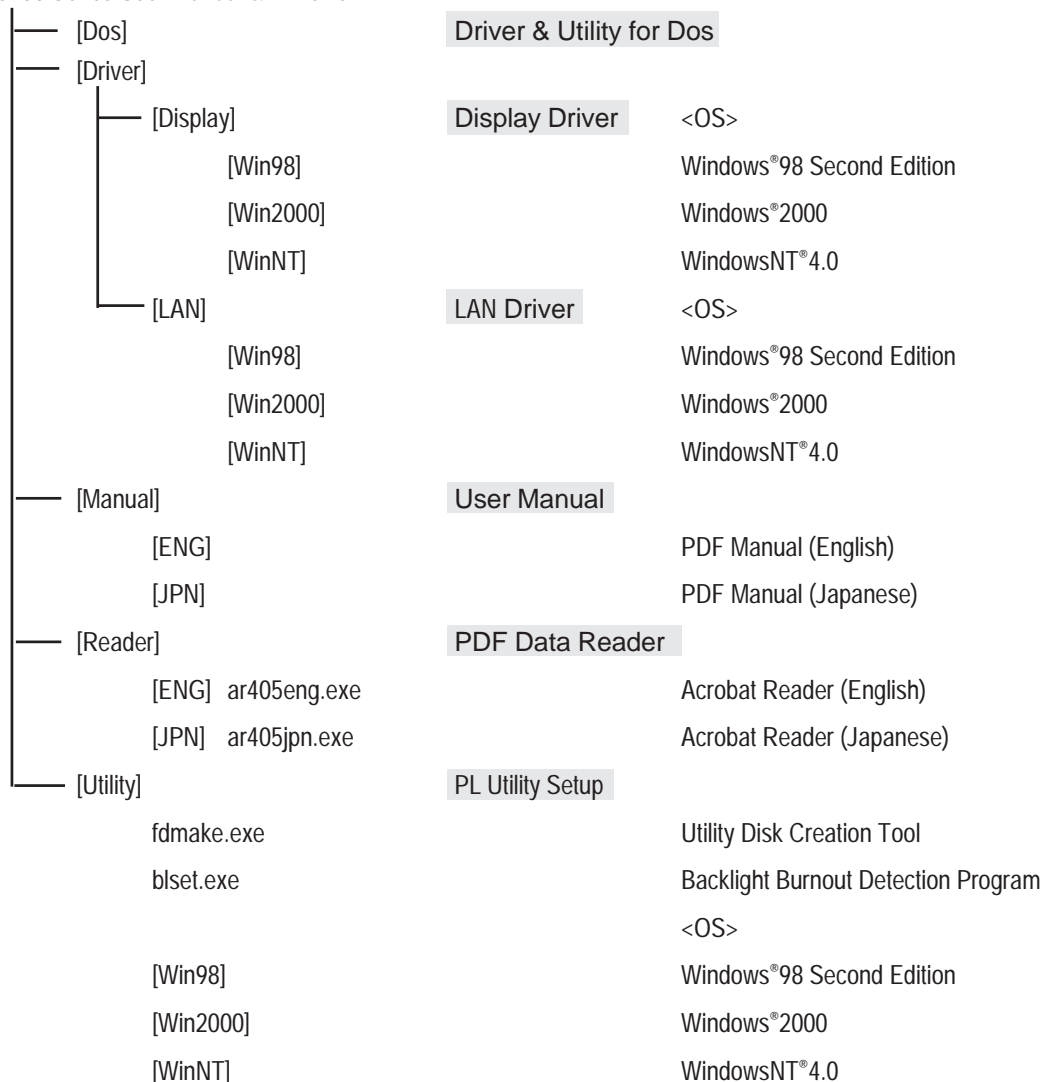 [Dos] Driver & Utility for Dos
[Driver]
[Display] Display Driver <OS>
[Win98] Windows®98 Second Edition
[Win2000] Windows®2000
[WinNT] WindowsNT®4.0
[LAN] LAN Driver <OS>
[Win98] Windows®98 Second Edition
[Win2000] Windows®2000
[WinNT] WindowsNT®4.0
[Manual] User Manual
[ENG] PDF Manual (English)
[JPN] PDF Manual (Japanese)
[Reader] PDF Data Reader
[ENG] ar405eng.exe Acrobat Reader (English)
[JPN] ar405jpn.exe Acrobat Reader (Japanese)
[Utility] PL Utility Setup
fdmake.exe Utility Disk Creation Tool
blset.exe Backlight Burnout Detection Program
<OS>
[Win98] Windows®98 Second Edition
[Win2000] Windows®2000
[WinNT] WindowsNT®4.0